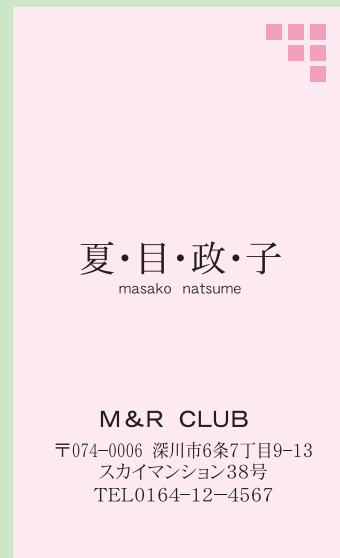 夏・目・政・子
masako natsume
M&R CLUB
〒074-0006 深川市6条7丁目9-13
スカイマンション38号
TEL0164-12-4567